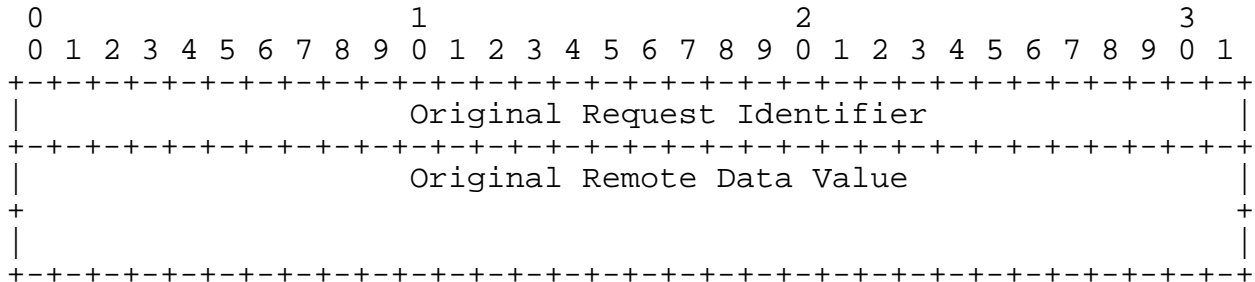 0                   1                   2                   3
 0 1 2 3 4 5 6 7 8 9 0 1 2 3 4 5 6 7 8 9 0 1 2 3 4 5 6 7 8 9 0 1
+-+-+-+-+-+-+-+-+-+-+-+-+-+-+-+-+-+-+-+-+-+-+-+-+-+-+-+-+-+-+-+-+
|                    Original Request Identifier                |
+-+-+-+-+-+-+-+-+-+-+-+-+-+-+-+-+-+-+-+-+-+-+-+-+-+-+-+-+-+-+-+-+
|                    Original Remote Data Value                 |
+                                                               +
|                                                               |
+-+-+-+-+-+-+-+-+-+-+-+-+-+-+-+-+-+-+-+-+-+-+-+-+-+-+-+-+-+-+-+-+